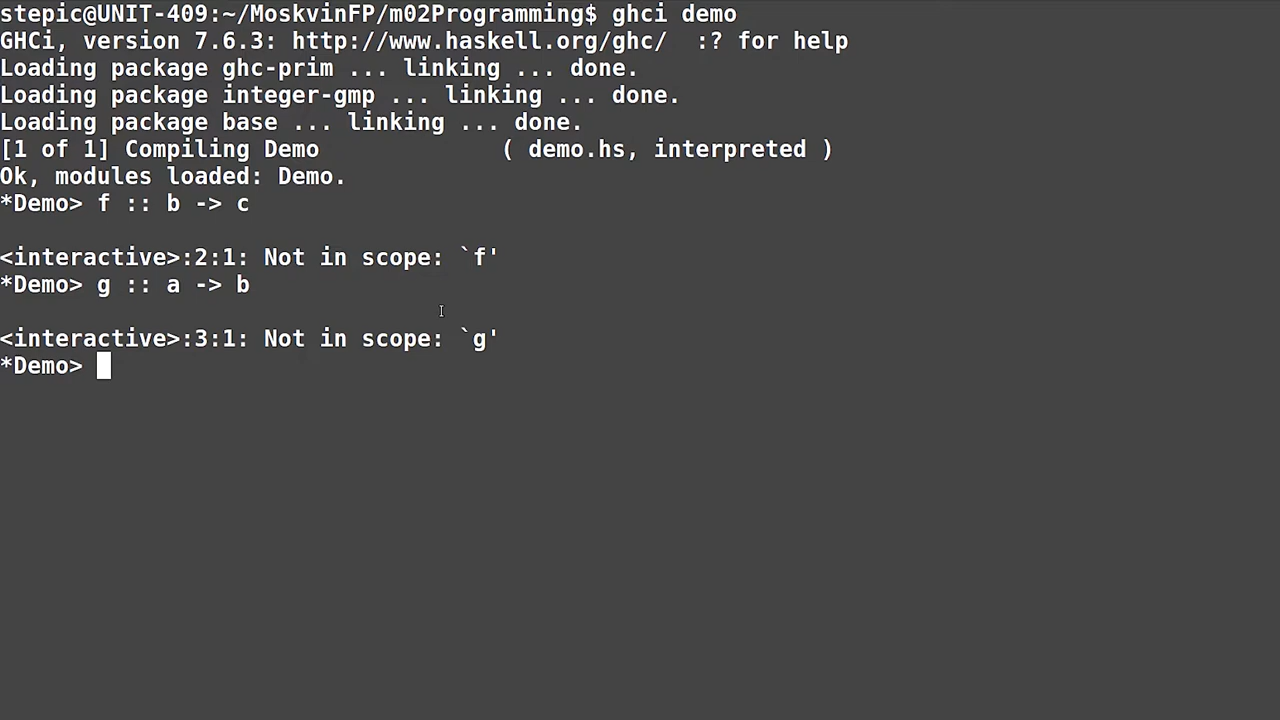 stepic@UNIT-409:~/MoskvinFP/m02Programming$ ghci demo
GHCi, version 7.6.3: http://www.haskell.org/ghc/  :? for help
Loading package ghc-prim ... linking ... done.
Loading package integer-gmp ... linking ... done.
Loading package base ... linking ... done.
[1 of 1] Compiling Demo             ( demo.hs, interpreted )
Ok, modules loaded: Demo.
*Demo> f :: b -> c
<interactive>:2:1: Not in scope: `f'
*Demo> g :: a -> b
<interactive>:3:1: Not in scope: `g'
*Demo>